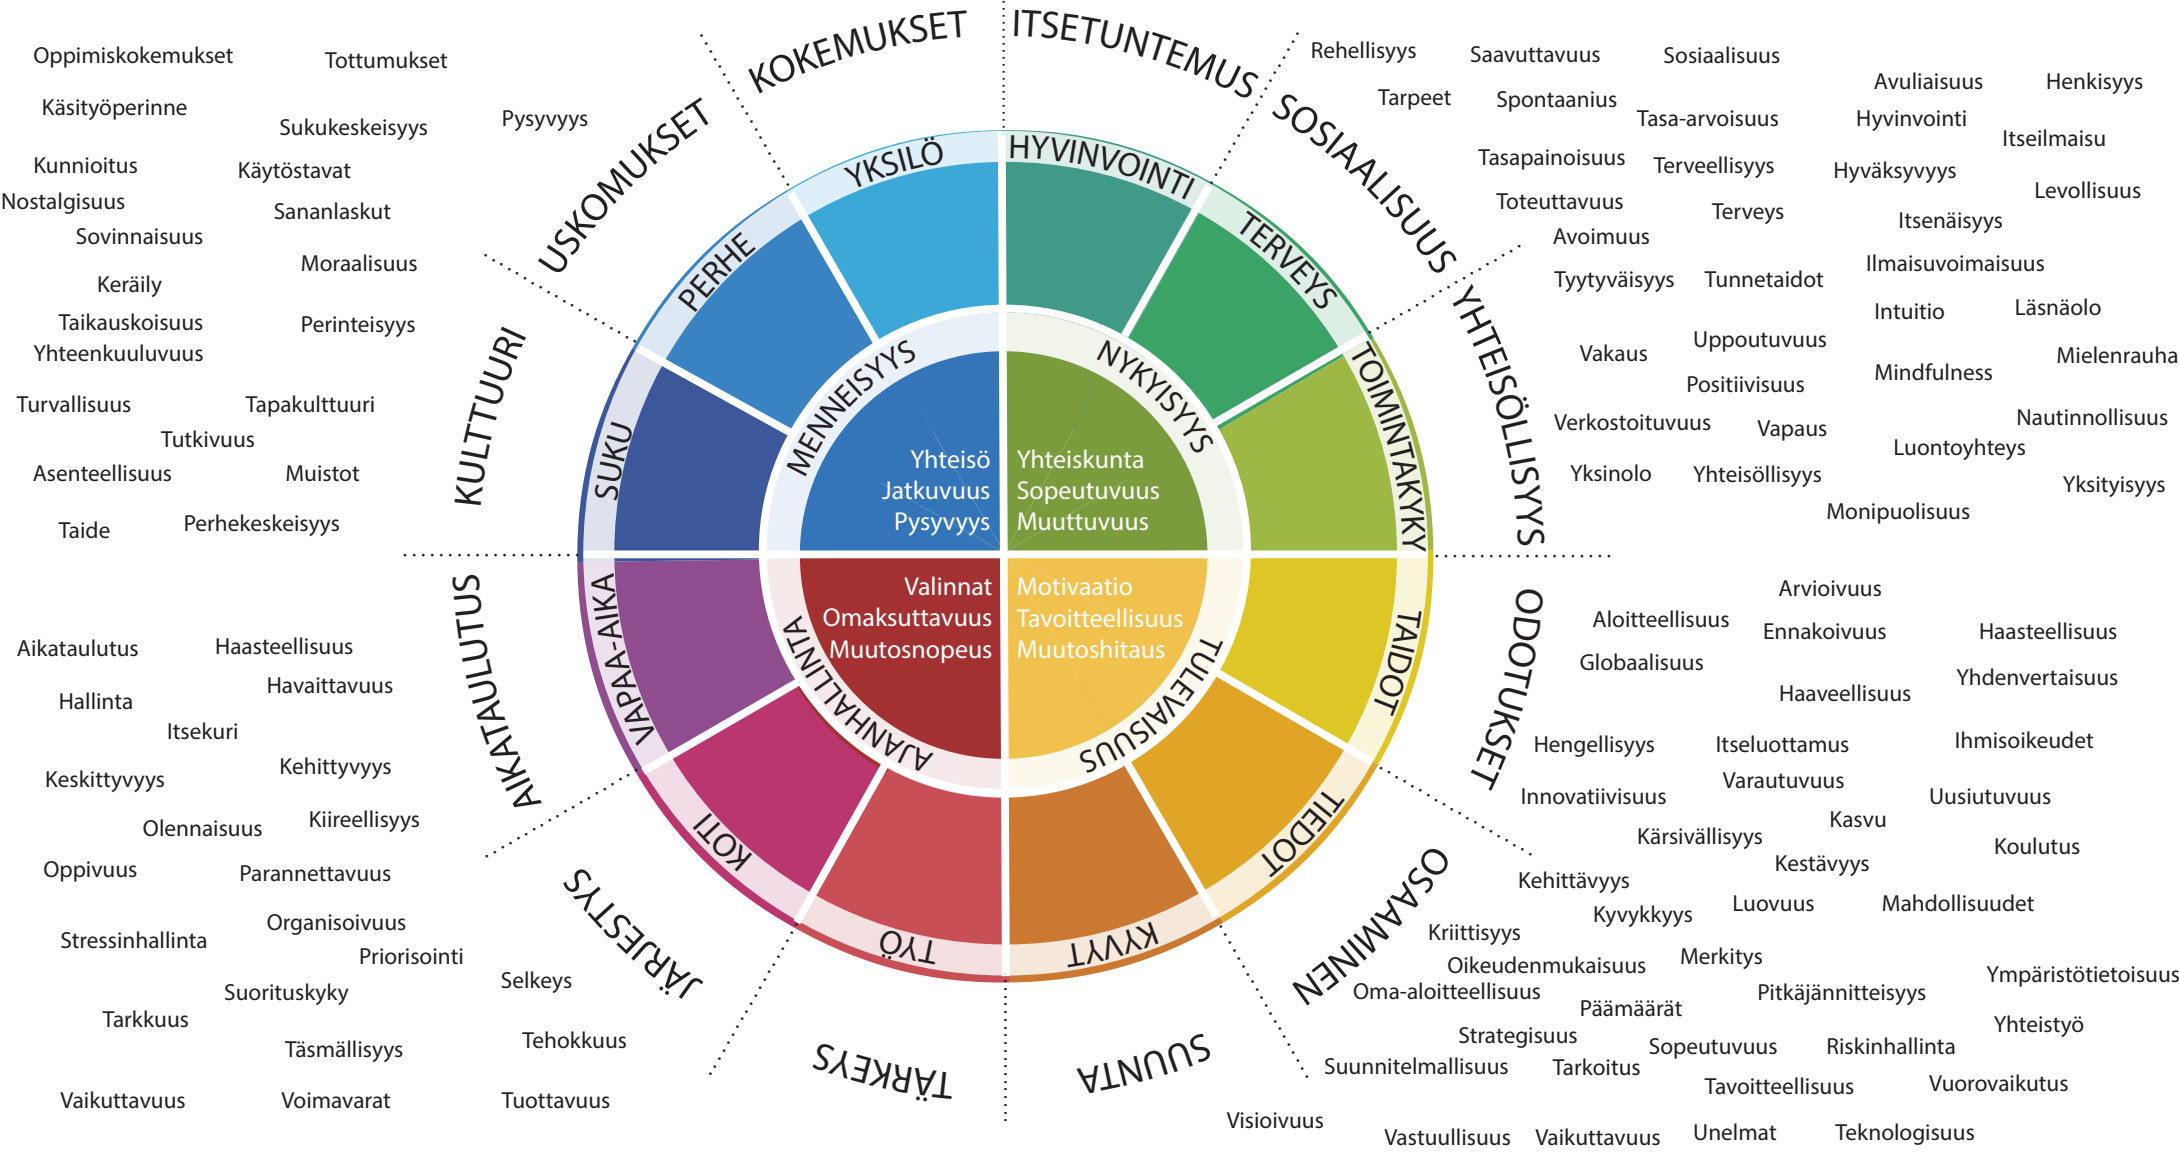 KOKEMUKSET
ITSETUNTEMUS
USKOMUKSET
SOSIAALISUUS
KULTTUURI
YHTEISÖLLISYYS
AIKATAULUTUS
ODOTUKSET
JÄRJESTYS
OSAAMINEN
TÄRKEYS
SUUNTA
YKSILÖ
HYVINVOINTI
PERHE
TERVEYS
SUKU
TOIMINTAKYKY
VAPAA-AIKA
TAIDOT
KOTI
TIEDOT
TYÖ
KYVYT
MENNEISYYS
NYKYISYYS
AJANHALLINTA
TULEVAISUUS
Yhteisö
Jatkuvuus
Pysyvyys
Yhteiskunta
Sopeutuvuus
Muuttuvuus
Valinnat
Omaksuttavuus
Muutosnopeus
Motivaatio
Tavoitteellisuus
Muutoshitaus
Oppimiskokemukset
Tottumukset
Käsityöperinne
Sukukeskeisyys
Pysyvyys
Kunnioitus
Käytöstavat
Nostalgisuus
Sananlaskut
Sovinnaisuus
Moraalisuus
Keräily
Taikauskoisuus
Perinteisyys
Yhteenkuuluvuus
Turvallisuus
Tapakulttuuri
Tutkivuus
Asenteellisuus
Muistot
Taide
Perhekeskeisyys
Rehellisyys
Saavuttavuus
Sosiaalisuus
Avuliaisuus
Henkisyys
Tarpeet
Spontaanius
Tasa-arvoisuus
Hyvinvointi
Itseilmaisu
Tasapainoisuus
Terveellisyys
Hyväksyvyys
Levollisuus
Toteuttavuus
Terveys
Itsenäisyys
Avoimuus
Ilmaisuvoimaisuus
Tyytyväisyys
Tunnetaidot
Intuitio
Läsnäolo
Uppoutuvuus
Vakaus
Mielenrauha
Mindfulness
Positiivisuus
Verkostoituvuus
Vapaus
Nautinnollisuus
Luontoyhteys
Yksinolo
Yhteisöllisyys
Yksityisyys
Monipuolisuus
Aikataulutus
Haasteellisuus
Hallinta
Havaittavuus
Itsekuri
Keskittyvyys
Kehittyvyys
Olennaisuus
Kiireellisyys
Oppivuus
Parannettavuus
Organisoivuus
Stressinhallinta
Priorisointi
Selkeys
Suorituskyky
Tarkkuus
Täsmällisyys
Tehokkuus
Vaikuttavuus
Voimavarat
Tuottavuus
Arvioivuus
Aloitteellisuus
Ennakoivuus
Haasteellisuus
Globaalisuus
Yhdenvertaisuus
Haaveellisuus
Hengellisyys
Itseluottamus
Ihmisoikeudet
Varautuvuus
Innovatiivisuus
Uusiutuvuus
Kasvu
Kärsivällisyys
Koulutus
Kestävyys
Kehittävyys
Kyvykkyys
Luovuus
Mahdollisuudet
Kriittisyys
Merkitys
Oikeudenmukaisuus
Ympäristötietoisuus
Oma-aloitteellisuus
Pitkäjännitteisyys
Päämäärät
Yhteistyö
Strategisuus
Sopeutuvuus
Riskinhallinta
Suunnitelmallisuus
Tarkoitus
Tavoitteellisuus
Vuorovaikutus
Visioivuus
Vastuullisuus
Vaikuttavuus
Unelmat
Teknologisuus